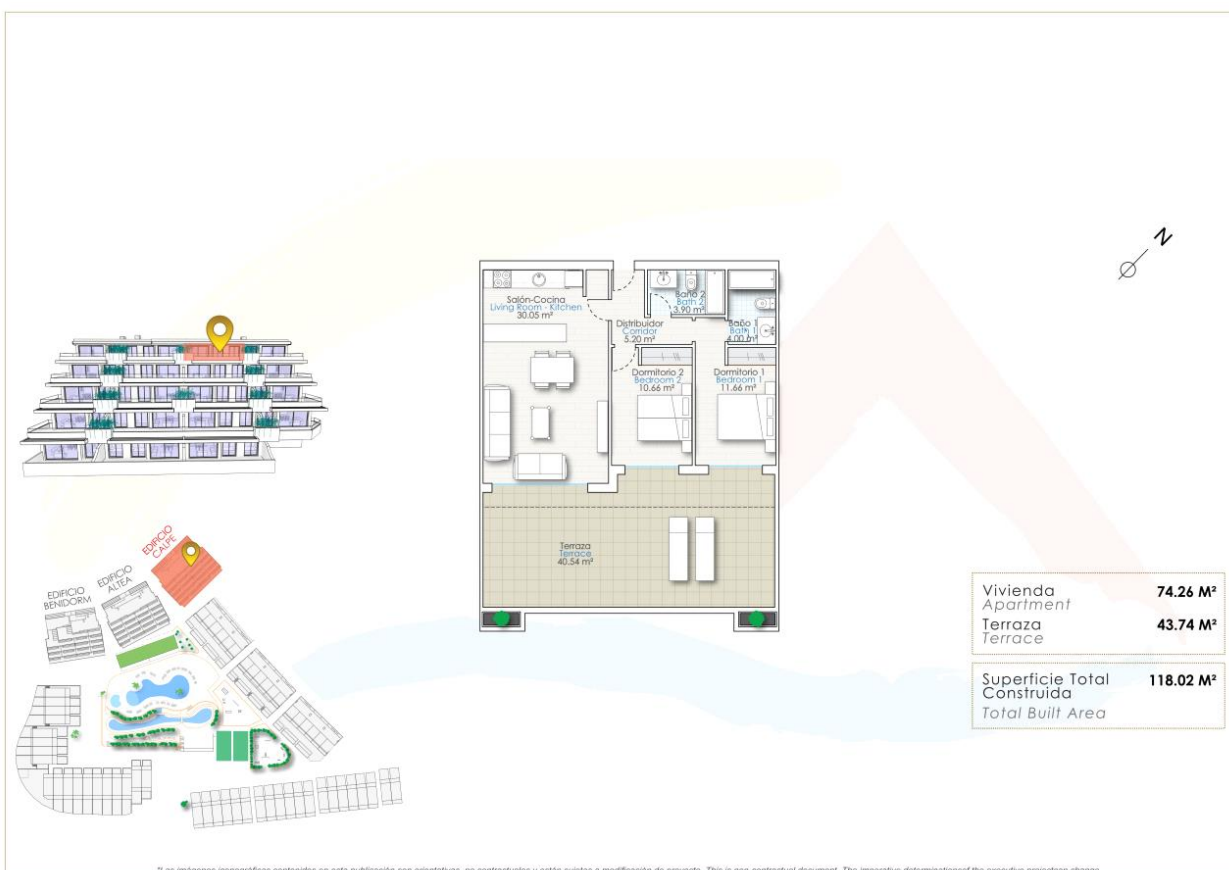 N
Salón-Cocina
Living Room - Kitchen
30.05 m²
Baño 2
Bath 2
3.90 m²
Distribuidor
Corridor
5.20 m²
Baño 1
Bath 1
4.00 m²
Dormitorio 2
Bedroom 2
10.66 m²
Dormitorio 1
Bedroom 1
11.66 m²
Terraza
Terrace
40.54 m²
EDIFICIO
CALPE
EDIFICIO
ALTEA
EDIFICIO
BENIDORM
Vivienda 74.26 M²
Apartment
Terraza 43.74 M²
Terrace
Superficie Total 118.02 M²
Construida
Total Built Area